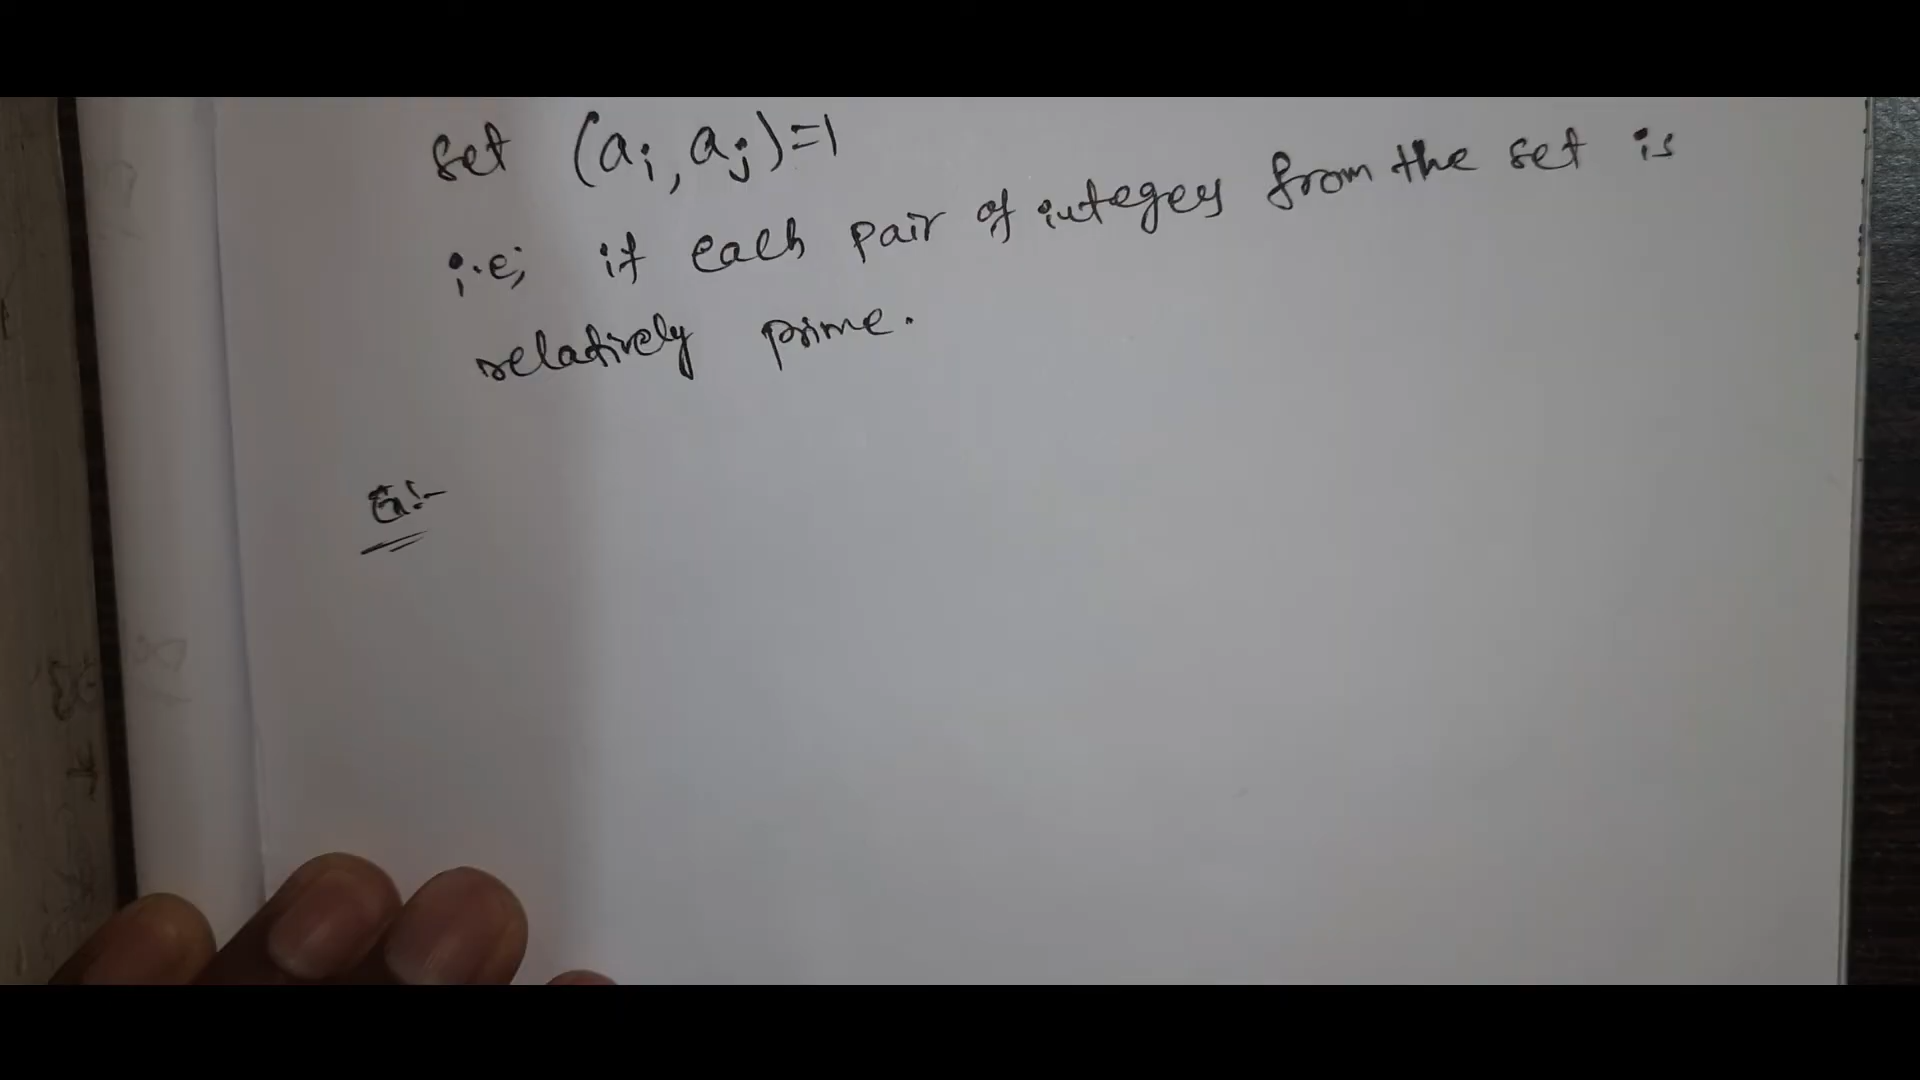 set (ai, aj)=1
i.e; if each pair of integers from the set is
relatively prime.
Ex:-